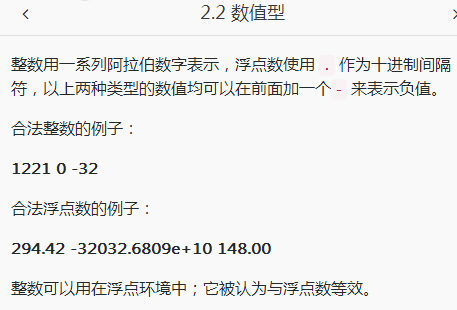 2.2 数值型
整数用一系列阿拉伯数字表示，浮点数使用 . 作为十进制间隔
符，以上两种类型的数值均可以在前面加一个 - 来表示负值。
合法整数的例子：
1221 0 -32
合法浮点数的例子：
294.42 -32032.6809e+10 148.00
整数可以用在浮点环境中；它被认为与浮点数等效。